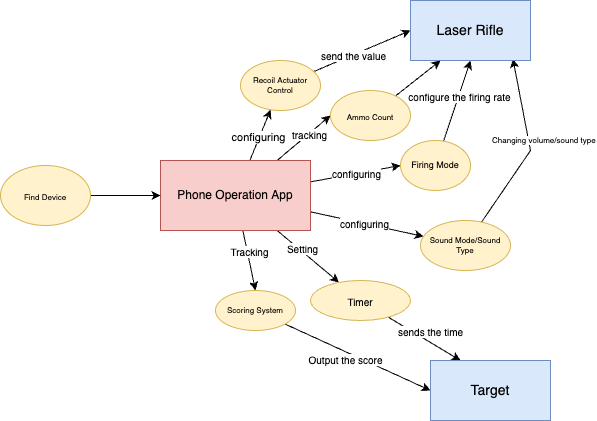 Laser Rifle
send the value
Recoil Actuator
Control
configure the firing rate
Ammo Count
configuring
tracking
Changing volume/sound type
Firing Mode
configuring
Find Device
Phone Operation App
configuring
Sound Mode/Sound
Type
Tracking
Setting
Scoring System
Timer
sends the time
Output the score
Target